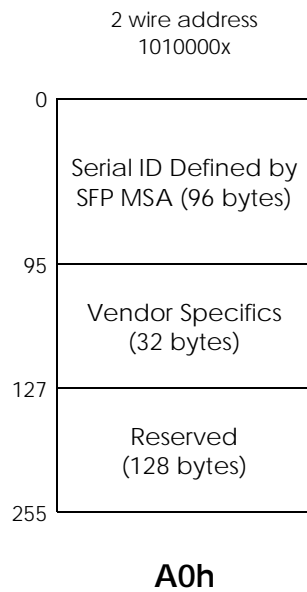 2 wire address
1010000x
0
Serial ID Defined by
SFP MSA (96 bytes)
95
Vendor Specifics
(32 bytes)
127
Reserved
(128 bytes)
255
A0h